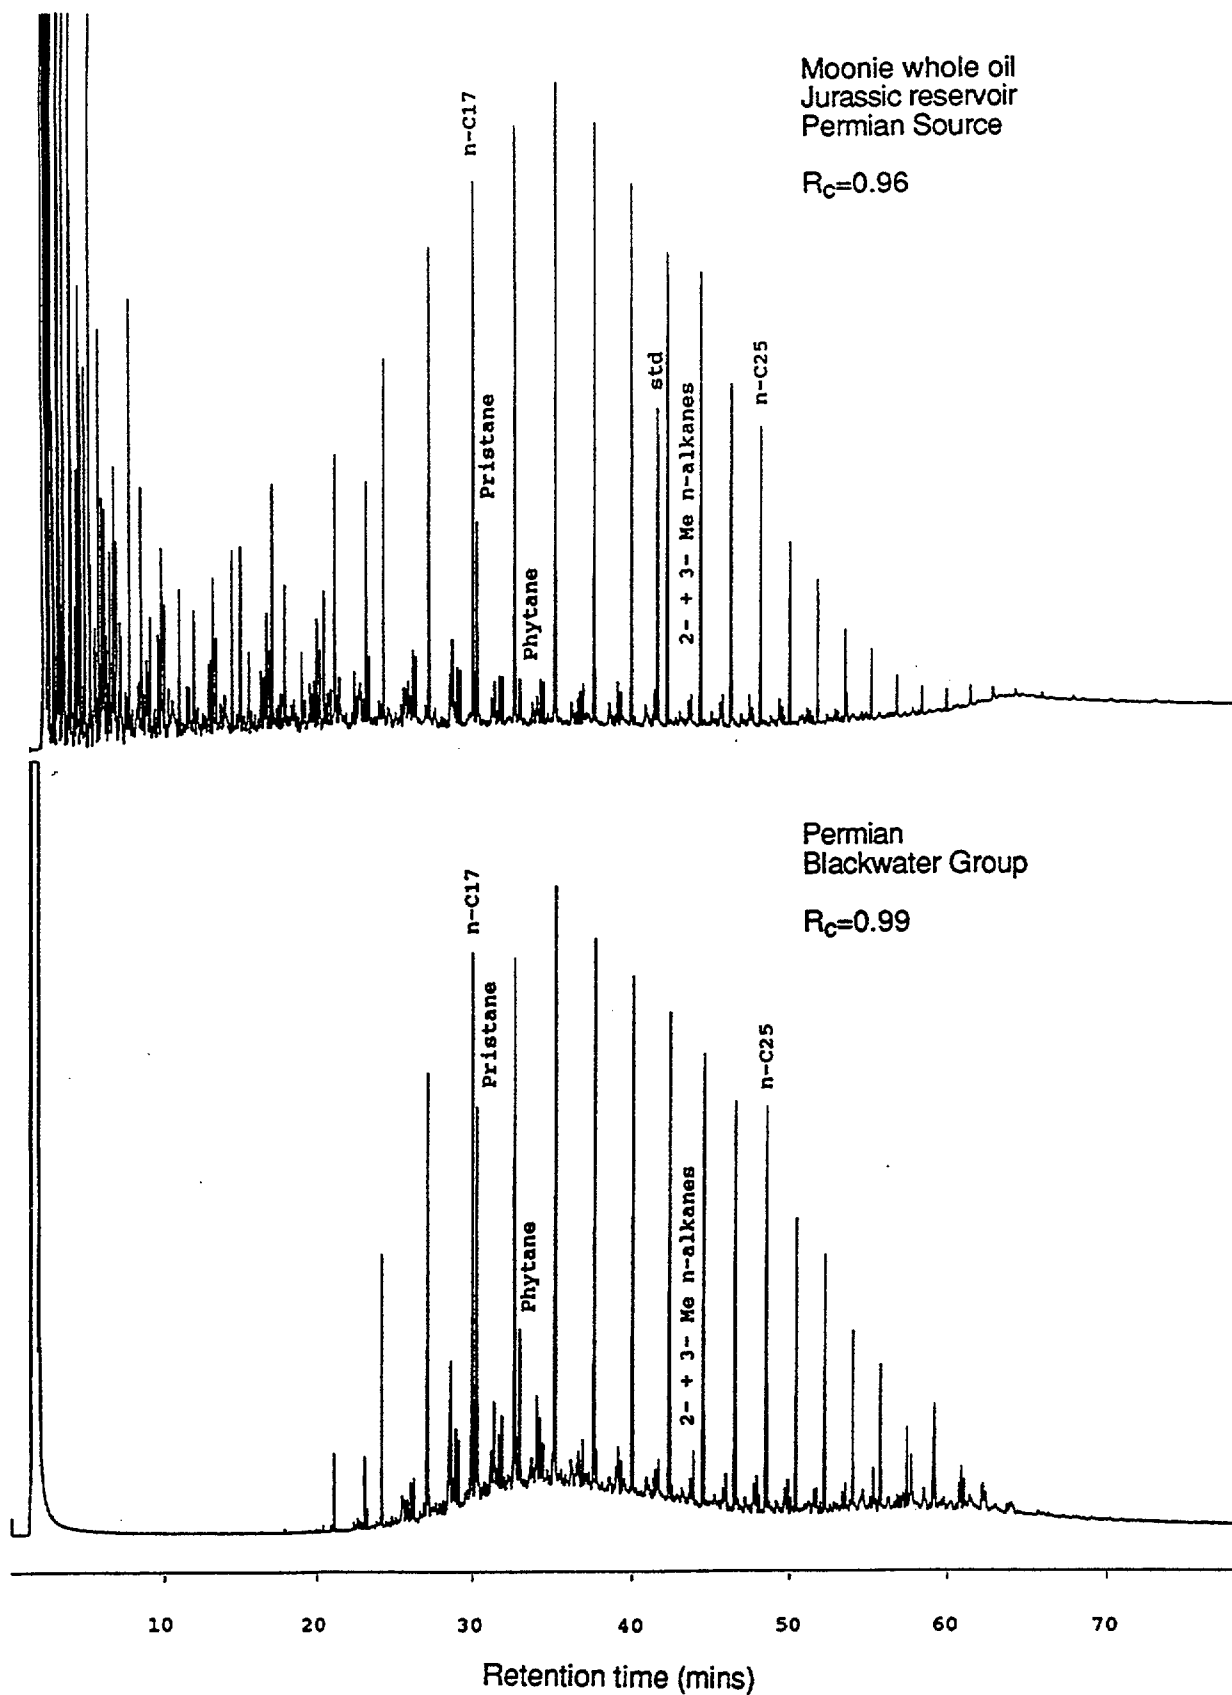 Moonie whole oil
Jurassic reservoir
Permian Source
Rc=0.96
n-C17
Pristane
Phytane
std
2- + 3- Me n-alkanes
n-C25
Permian
Blackwater Group
Rc=0.99
n-C17
Pristane
Phytane
2- + 3- Me n-alkanes
n-C25
10 20 30 40 50 60 70
Retention time (mins)